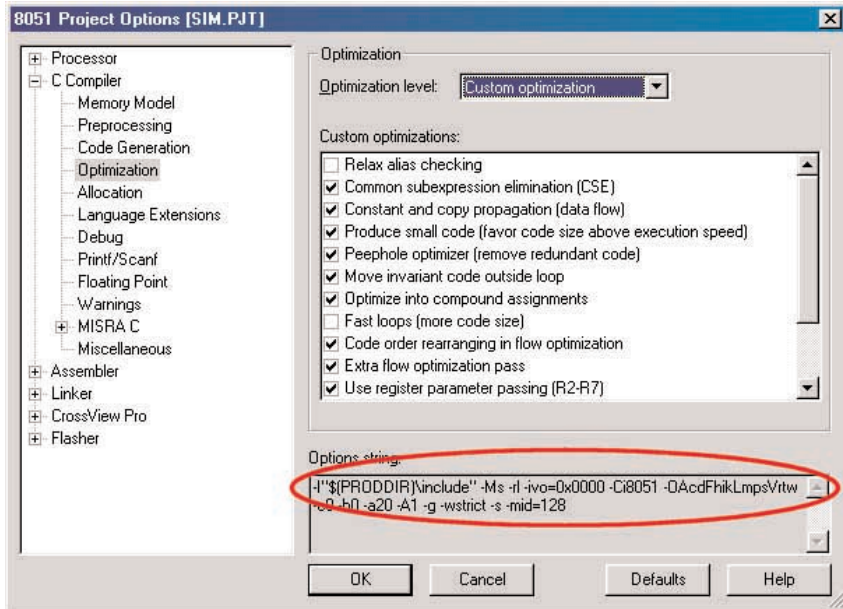 8051 Project Options [SIM.PJT]
Processor
C Compiler
Memory Model
Preprocessing
Code Generation
Optimization
Allocation
Language Extensions
Debug
Printf/Scanf
Floating Point
Warnings
MISRA C
Miscellaneous
Assembler
Linker
CrossView Pro
Flasher
Optimization
Optimization level: Custom optimization
Custom optimizations:
Relax alias checking
Common subexpression elimination (CSE)
Constant and copy propagation (data flow)
Produce small code (favor code size above execution speed)
Peephole optimizer (remove redundant code)
Move invariant code outside loop
Optimize into compound assignments
Fast loops (more code size)
Code order rearranging in flow optimization
Extra flow optimization pass
Use register parameter passing (R2-R7)
Options string:
-I"$(PRODDIR)\include" -Ms -rl -ivo=0x0000 -Ci8051 -OAcdFhikLmpsVrtw
-b0 -a20 -A1 -g -wstrict -s -mid=128
OK Cancel Defaults Help